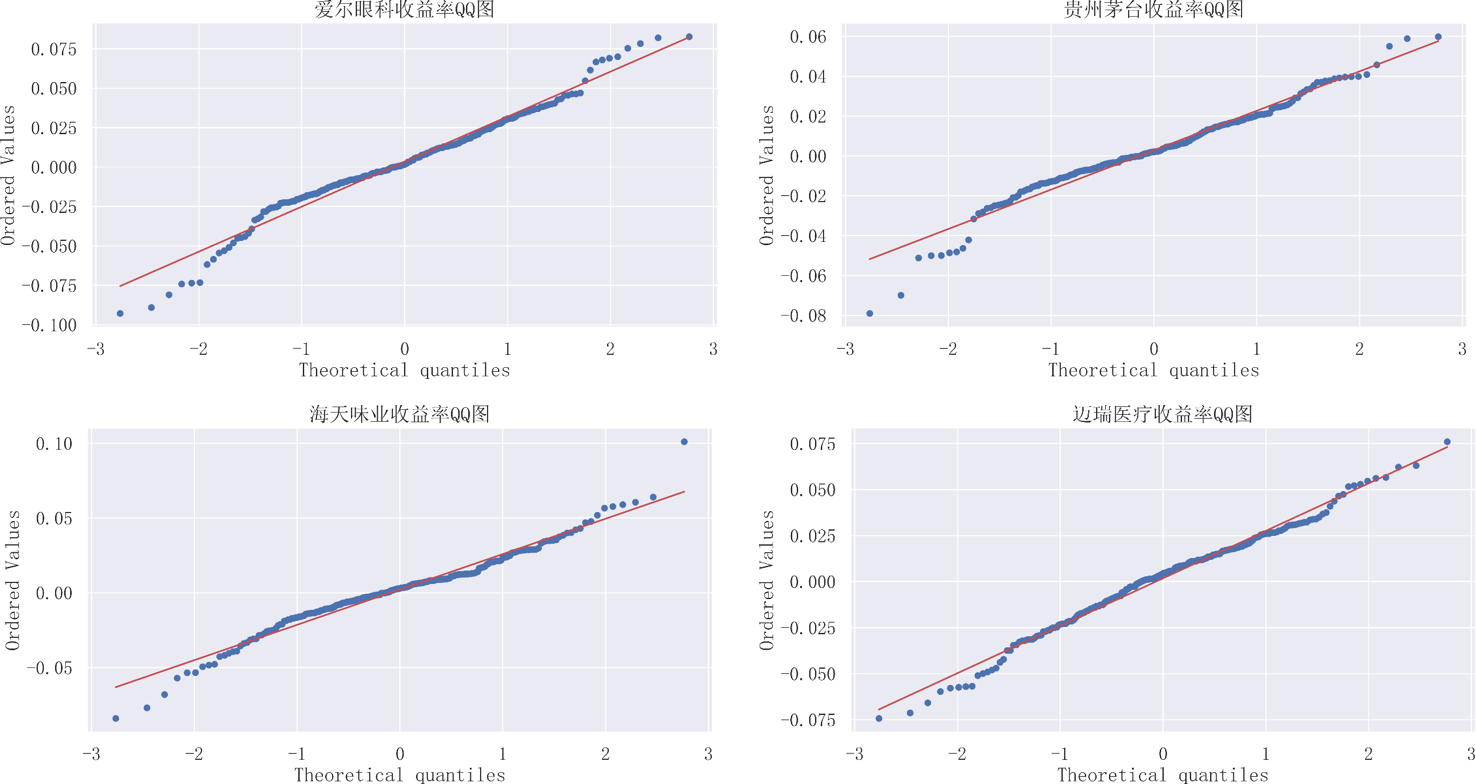 爱尔眼科收益率QQ图
0.075
0.050
0.025
0.000
-0.025
-0.050
-0.075
-0.100
Ordered Values
-3 -2 -1 0 1 2 3
Theoretical quantiles
贵州茅台收益率QQ图
0.06
0.04
0.02
0.00
-0.02
-0.04
-0.06
-0.08
Ordered Values
-3 -2 -1 0 1 2 3
Theoretical quantiles
海天味业收益率QQ图
0.10
0.05
0.00
-0.05
Ordered Values
-3 -2 -1 0 1 2 3
Theoretical quantiles
迈瑞医疗收益率QQ图
0.075
0.050
0.025
0.000
-0.025
-0.050
-0.075
Ordered Values
-3 -2 -1 0 1 2 3
Theoretical quantiles